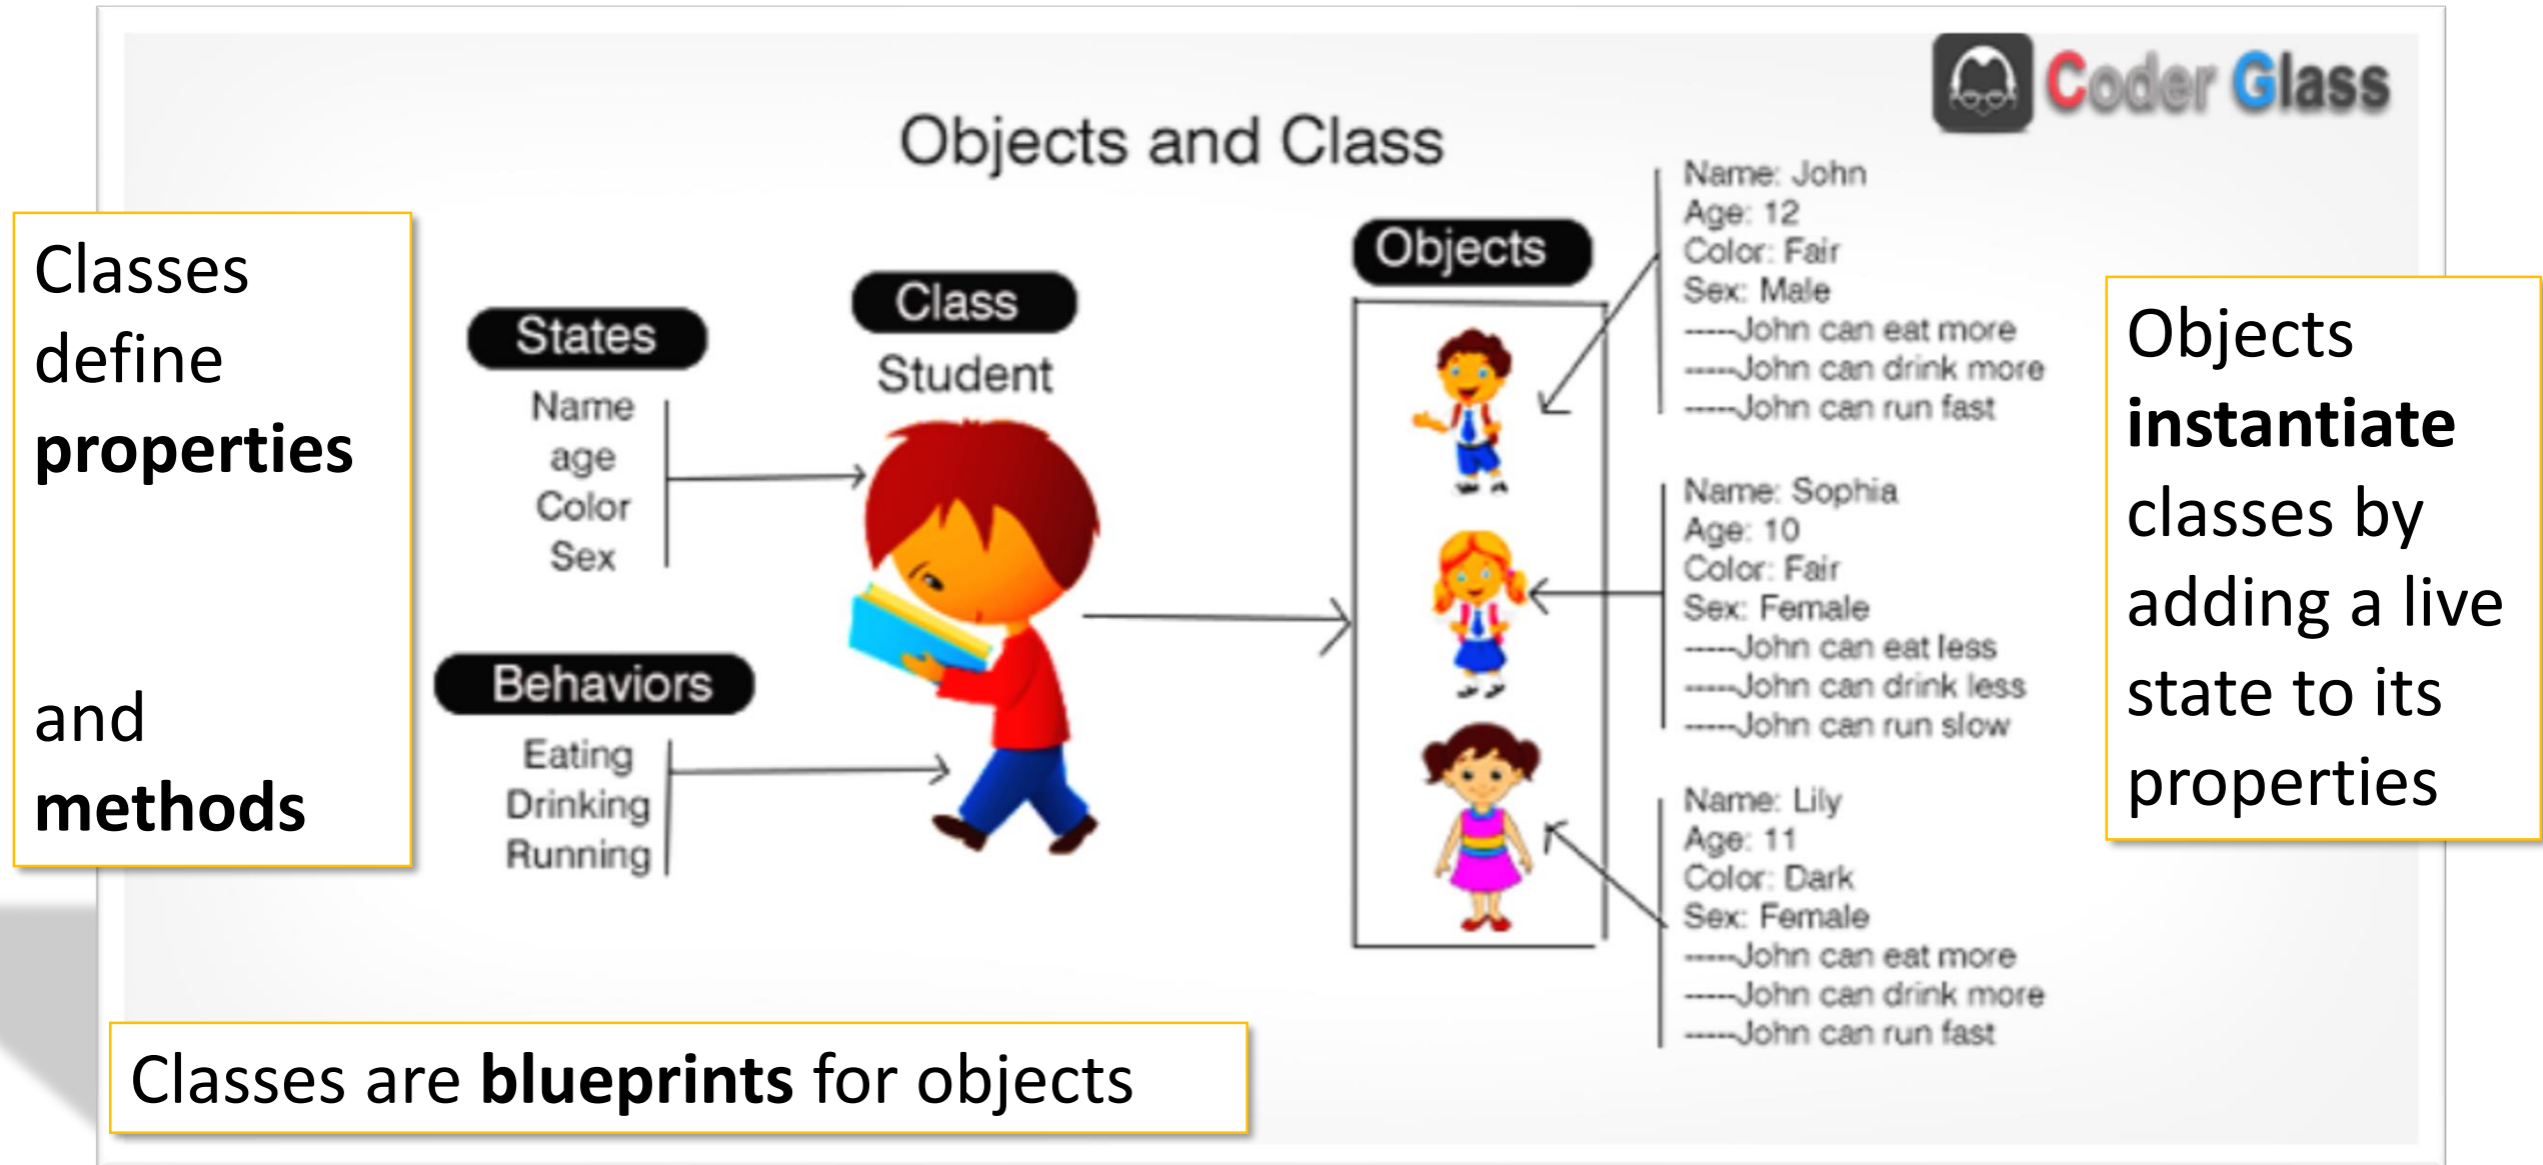 Coder Glass
Objects and Class
Classes
define
properties
and
methods
States
Name
age
Color
Sex
Behaviors
Eating
Drinking
Running
Class
Student
Objects
Name: John
Age: 12
Color: Fair
Sex: Male
-----John can eat more
-----John can drink more
-----John can run fast
Name: Sophia
Age: 10
Color: Fair
Sex: Female
-----John can eat less
-----John can drink less
-----John can run slow
Name: Lily
Age: 11
Color: Dark
Sex: Female
-----John can eat more
-----John can drink more
-----John can run fast
Objects
instantiate
classes by
adding a live
state to its
properties
Classes are blueprints for objects